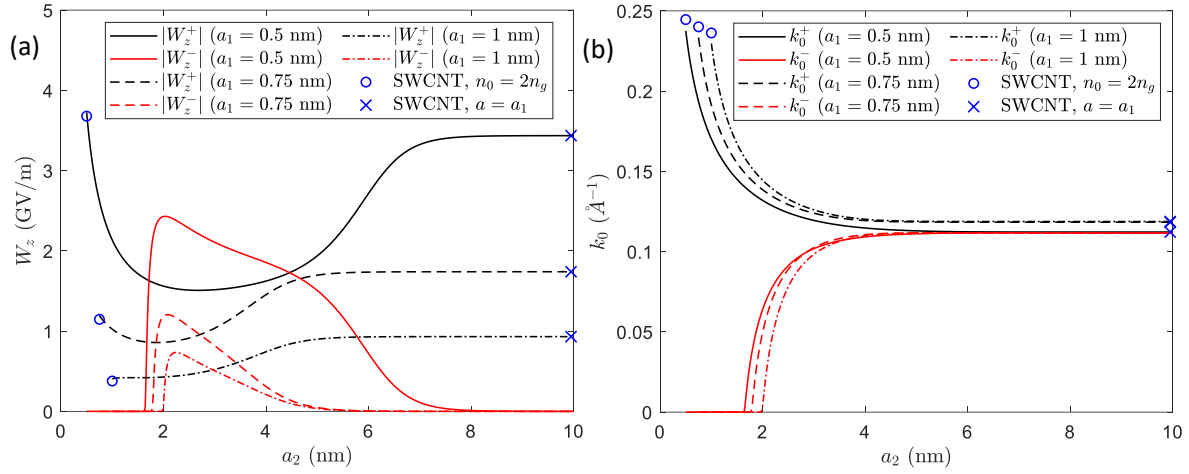 (a)
5
4
3
2
1
0
W_z (GV/m)
|W_z^+| (a_1 = 0.5 nm)
|W_z^-| (a_1 = 0.5 nm)
|W_z^+| (a_1 = 0.75 nm)
|W_z^-| (a_1 = 0.75 nm)
|W_z^+| (a_1 = 1 nm)
|W_z^-| (a_1 = 1 nm)
SWCNT, n_0 = 2n_g
SWCNT, a = a_1
0 2 4 6 8 10
a_2 (nm)
(b)
0.25
0.2
0.15
0.1
0.05
0
k_0 (Å^{-1})
k_0^+ (a_1 = 0.5 nm)
k_0^- (a_1 = 0.5 nm)
k_0^+ (a_1 = 0.75 nm)
k_0^- (a_1 = 0.75 nm)
k_0^+ (a_1 = 1 nm)
k_0^- (a_1 = 1 nm)
SWCNT, n_0 = 2n_g
SWCNT, a = a_1
0 2 4 6 8 10
a_2 (nm)